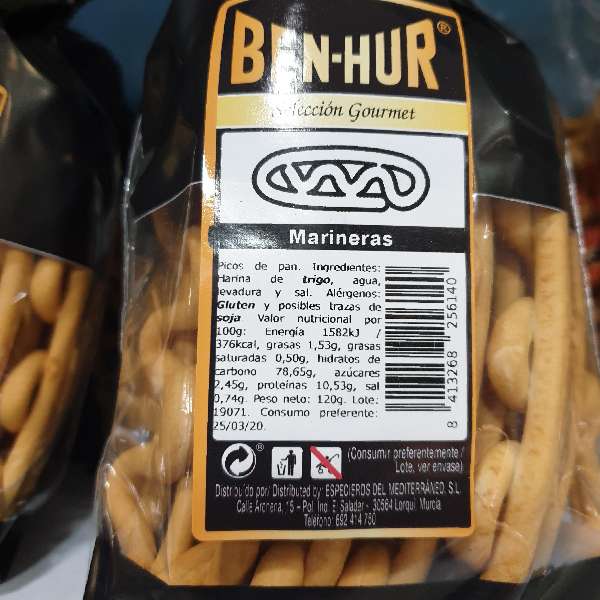 BEN-HUR®
Selección Gourmet
Marineras
Picos de pan. Ingredientes:
Harina de trigo, agua,
levadura y sal. Alérgenos:
Gluten y posibles trazas de
soja. Valor nutricional por
100g: Energía 1582kJ /
376kcal, grasas 1,53g, grasas
saturadas 0,50g, hidratos de
carbono 78,65g, azúcares
2,45g, proteínas 10,53g, sal
0,74g. Peso neto: 120g. Lote:
19071. Consumo preferente:
25/03/20.
8 413268 256140
®
(Consumir preferentemente /
Lote, ver envase)
Distribuido por/ Distributed by: ESPECIEROS DEL MEDITERRÁNEO, S.L.
Calle Archena, 15 - Pol. Ind. El Saladar - 30564 Lorquí, Murcia
Teléfono: 692 414 760